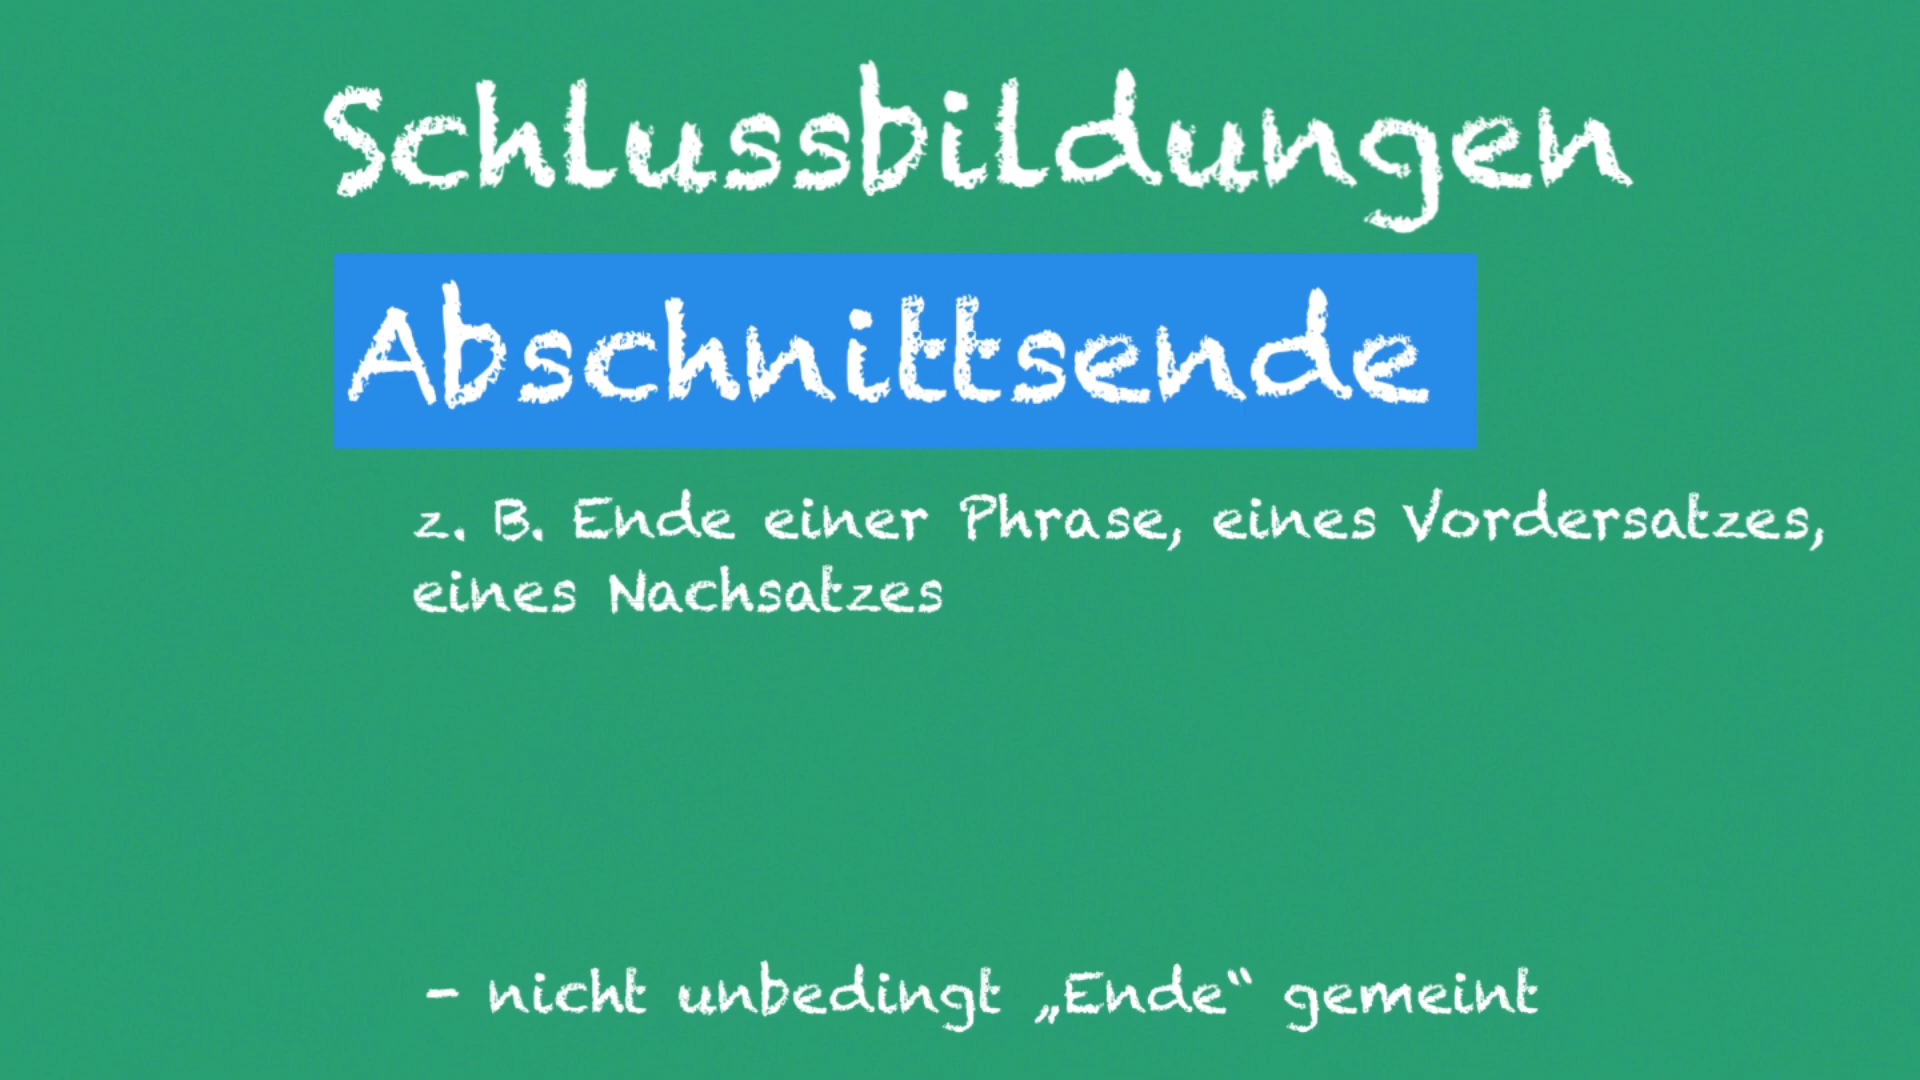 Schlussbildungen
Abschnittsende
z. B. Ende einer Phrase, eines Vordersatzes,
eines Nachsatzes
- nicht unbedingt „Ende“ gemeint